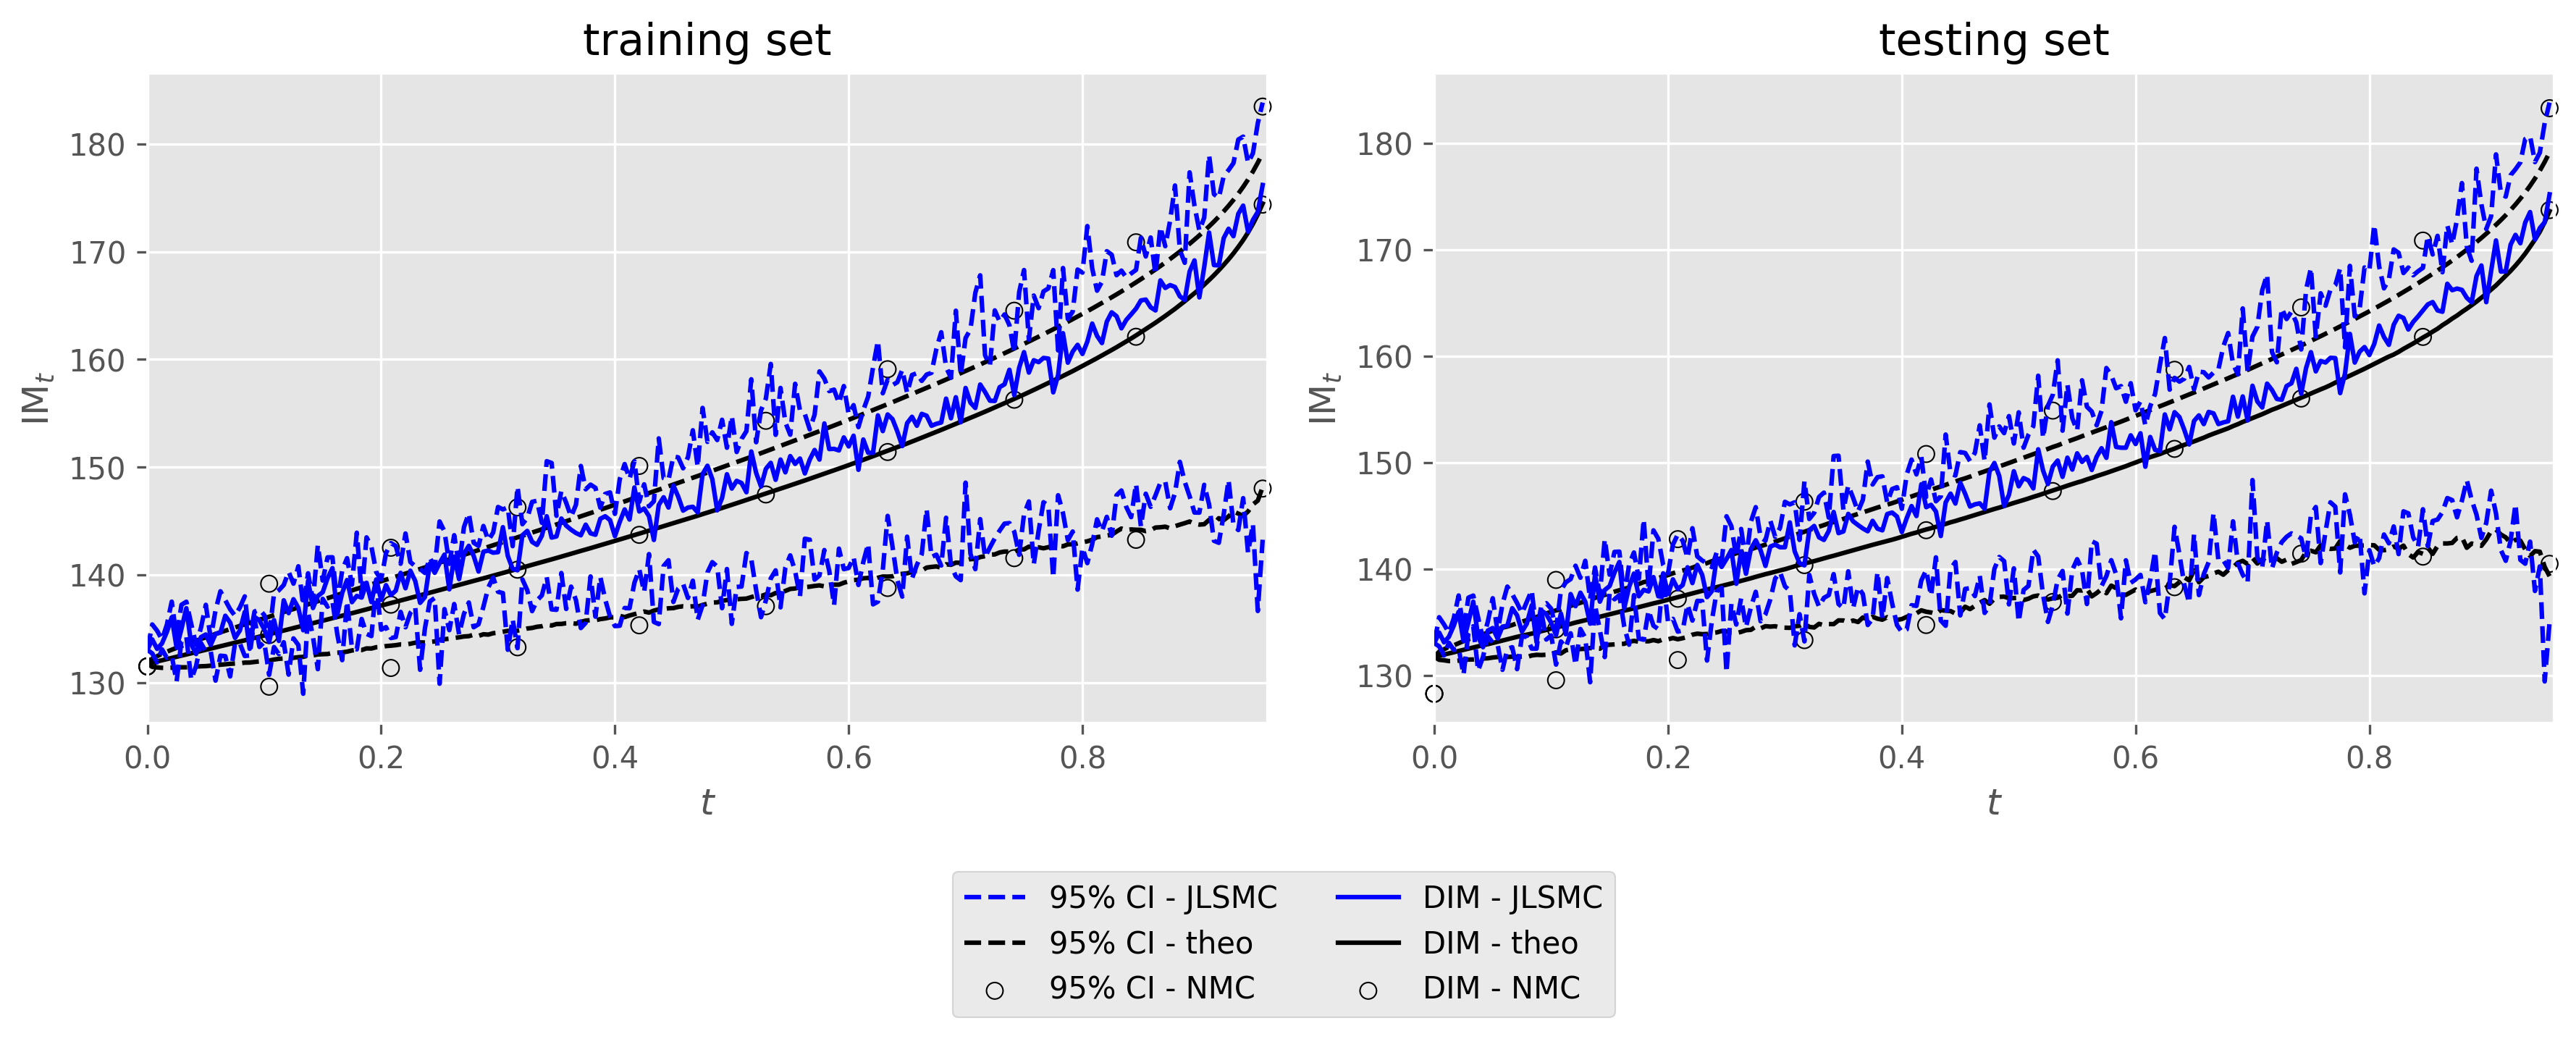 training set
180
170
160
150
140
130
IM_t
0.0 0.2 0.4 0.6 0.8
t
testing set
180
170
160
150
140
130
IM_t
0.0 0.2 0.4 0.6 0.8
t
95% CI - JLSMC
95% CI - theo
95% CI - NMC
DIM - JLSMC
DIM - theo
DIM - NMC